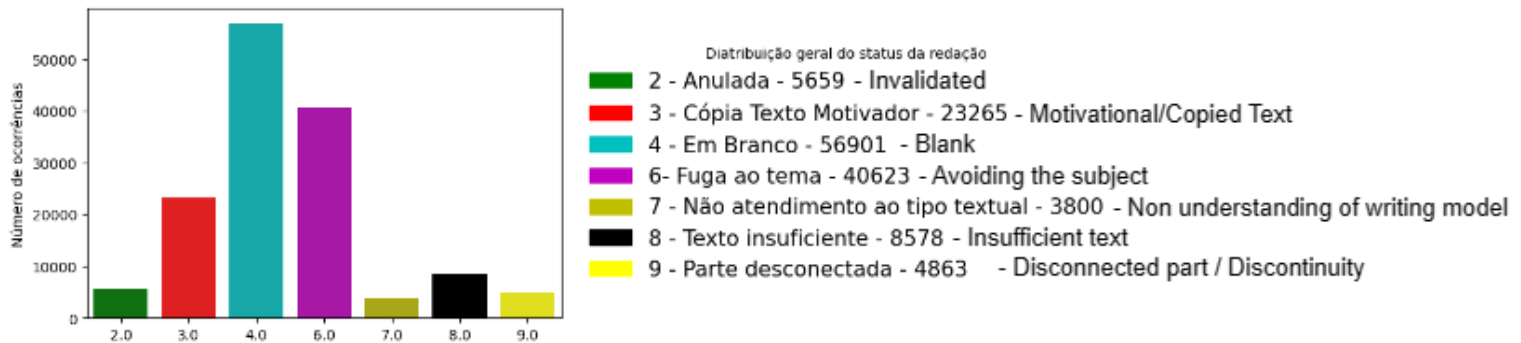 Número de ocorrências
50000
40000
30000
20000
10000
0
2.0 3.0 4.0 6.0 7.0 8.0 9.0
Diatribuição geral do status da redação
2 - Anulada - 5659 - Invalidated
3 - Cópia Texto Motivador - 23265 - Motivational/Copied Text
4 - Em Branco - 56901 - Blank
6- Fuga ao tema - 40623 - Avoiding the subject
7 - Não atendimento ao tipo textual - 3800 - Non understanding of writing model
8 - Texto insuficiente - 8578 - Insufficient text
9 - Parte desconectada - 4863 - Disconnected part / Discontinuity